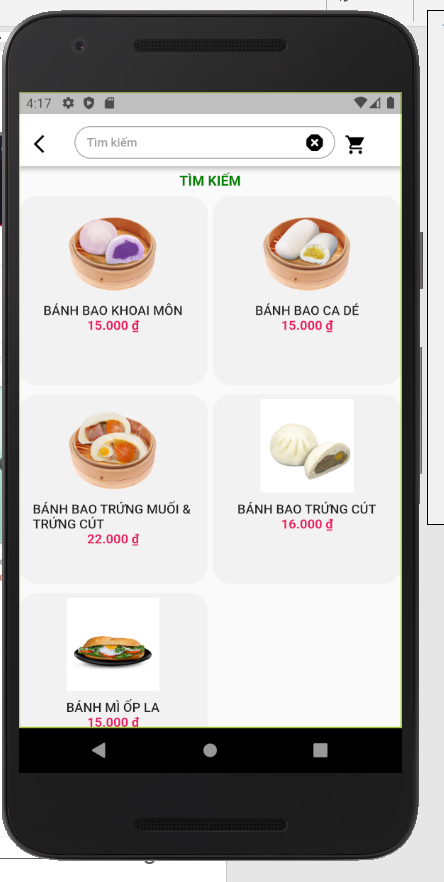 4:17
Tìm kiếm
TÌM KIẾM
BÁNH BAO KHOAI MÔN
15.000 ₫
BÁNH BAO CA DÉ
15.000 ₫
BÁNH BAO TRỨNG MUỐI &
TRỨNG CÚT
22.000 ₫
BÁNH BAO TRỨNG CÚT
16.000 ₫
BÁNH MÌ ỐP LA
15.000 ₫